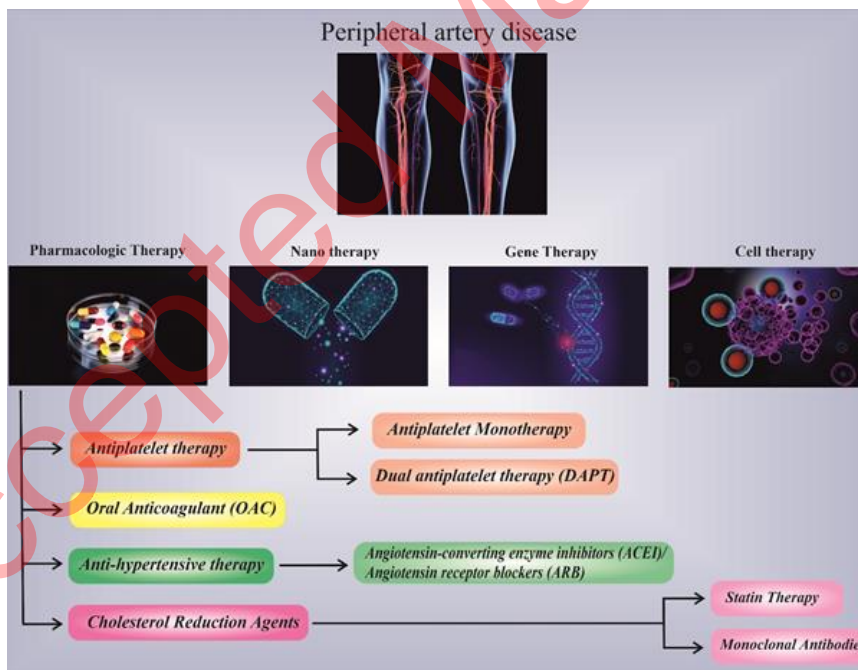 Peripheral artery disease
Pharmacologic Therapy
Nano therapy
Gene Therapy
Cell therapy
Antiplatelet therapy
Antiplatelet Monotherapy
Dual antiplatelet therapy (DAPT)
Oral Anticoagulant (OAC)
Anti-hypertensive therapy
Angiotensin-converting enzyme inhibitors (ACEI)/
Angiotensin receptor blockers (ARB)
Cholesterol Reduction Agents
Statin Therapy
Monoclonal Antibodie
cepted Ma